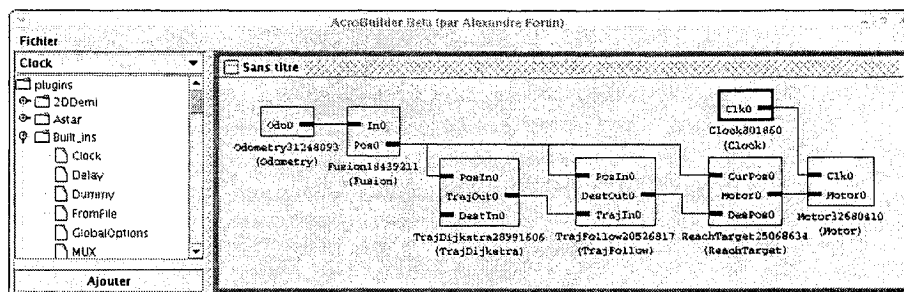 AcroBuilder Beta (par Alexandre Forun)
Fichier
Clock
plugins
2DDemi
Astar
Built_ins
Clock
Delay
Dummy
FromFile
GlobalOptions
MUX
Ajouter
Sans titre
Odo0
Odometry31248093
(Odometry)
In0
Pos0
Fusion18439211
(Fusion)
PosIn0
TrajOut0
DestIn0
TrajDijkstra28991606
(TrajDijkstra)
PosIn0
DestOut0
TrajIn0
TrajFollow20526817
(TrajFollow)
Clk0
Clock801860
(Clock)
CurPos0
Motor0
DesPos0
ReachTarget25068634
(ReachTarget)
Clk0
Motor0
Motor32680810
(Motor)